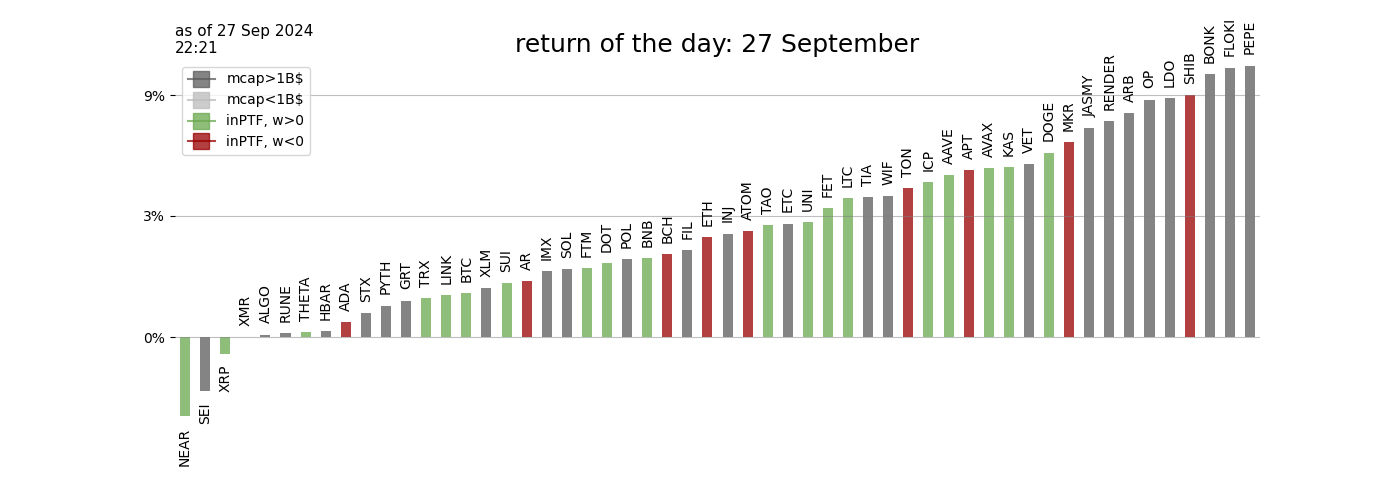 as of 27 Sep 2024
22:21
return of the day: 27 September
mcap>1B$
mcap<1B$
inPTF, w>0
inPTF, w<0
9%
3%
0%
NEAR
SEI
XRP
XMR
ALGO
RUNE
THETA
HBAR
ADA
STX
PYTH
GRT
TRX
LINK
BTC
XLM
SUI
AR
IMX
SOL
FTM
DOT
POL
BNB
BCH
FIL
ETH
INJ
ATOM
TAO
ETC
UNI
FET
LTC
TIA
WIF
TON
ICP
AAVE
APT
AVAX
KAS
VET
DOGE
MKR
JASMY
RENDER
ARB
OP
LDO
SHIB
BONK
FLOKI
PEPE